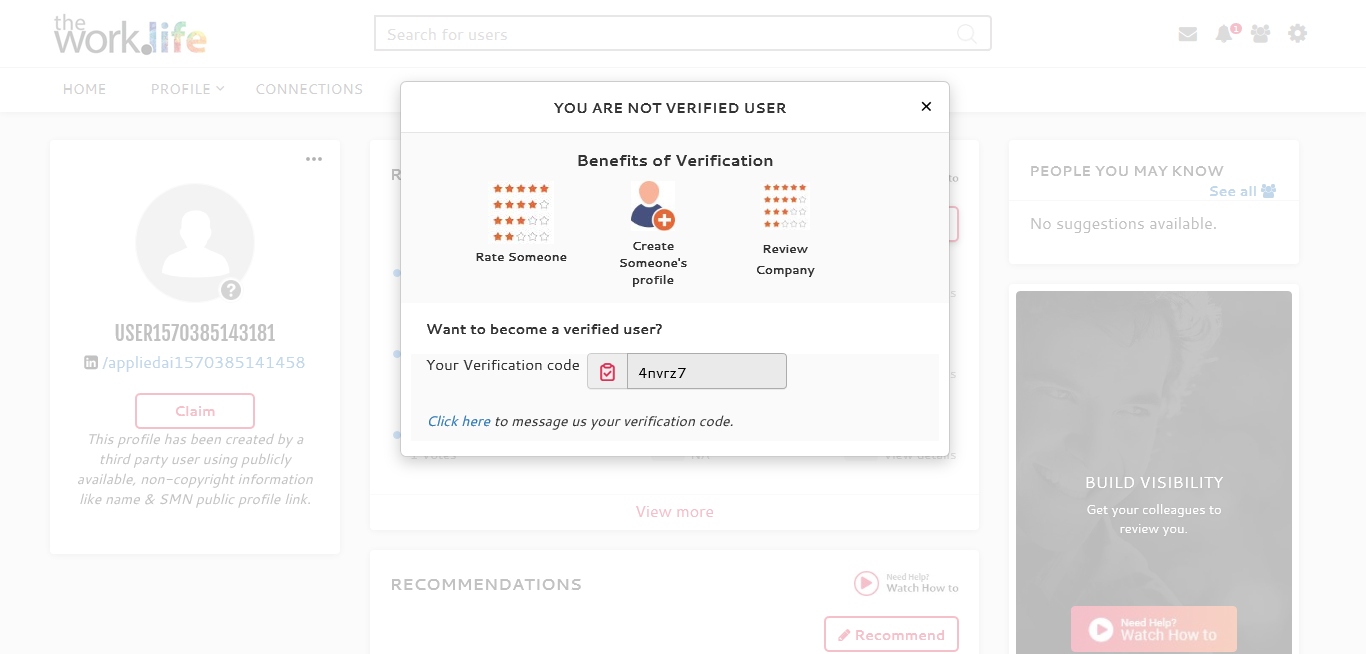 the
work.life
Search for users
1
HOME
PROFILE
CONNECTIONS
YOU ARE NOT VERIFIED USER
Benefits of Verification
Rate Someone
Create
Someone's
profile
Review
Company
Want to become a verified user?
Your Verification code
4nvrz7
Click here to message us your verification code.
USER1570385143181
in /appliedai1570385141458
Claim
This profile has been created by a
third party user using publicly
available, non-copyright information
like name & SMN public profile link.
View more
RECOMMENDATIONS
Need Help?
Watch How to
Recommend
PEOPLE YOU MAY KNOW
See all
No suggestions available.
BUILD VISIBILITY
Get your colleagues to
review you.
Need Help?
Watch How to